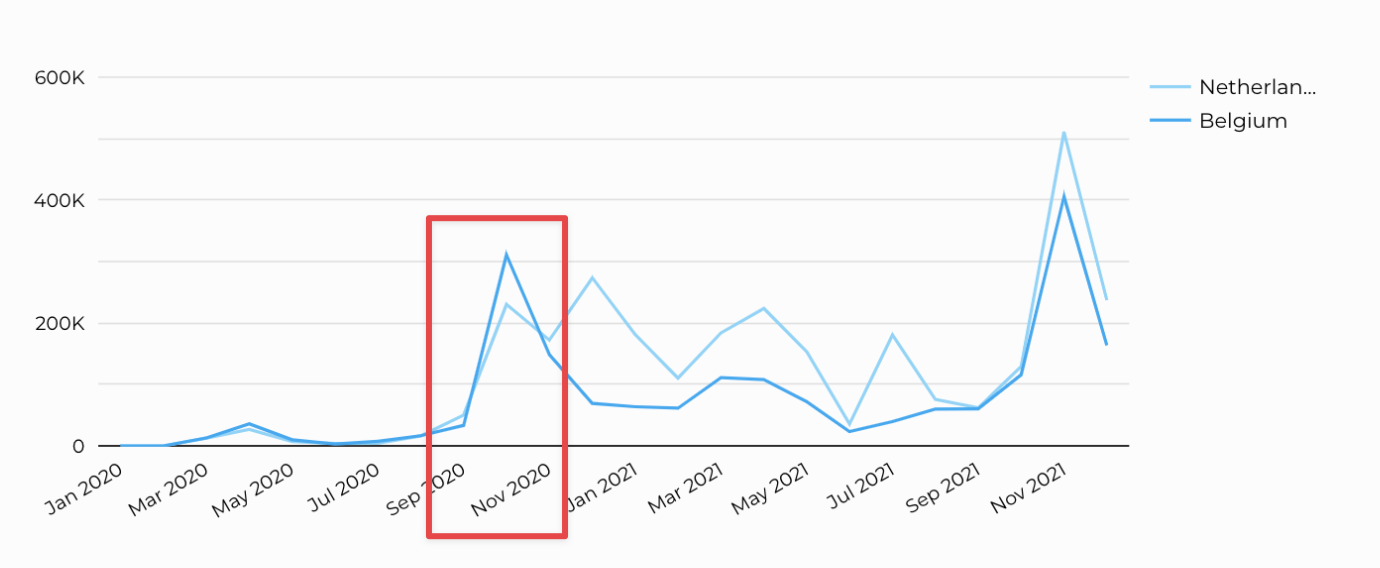 600K
400K
200K
0
Jan 2020
Mar 2020
May 2020
Jul 2020
Sep 2020
Nov 2020
Jan 2021
Mar 2021
May 2021
Jul 2021
Sep 2021
Nov 2021
Netherlan...
Belgium